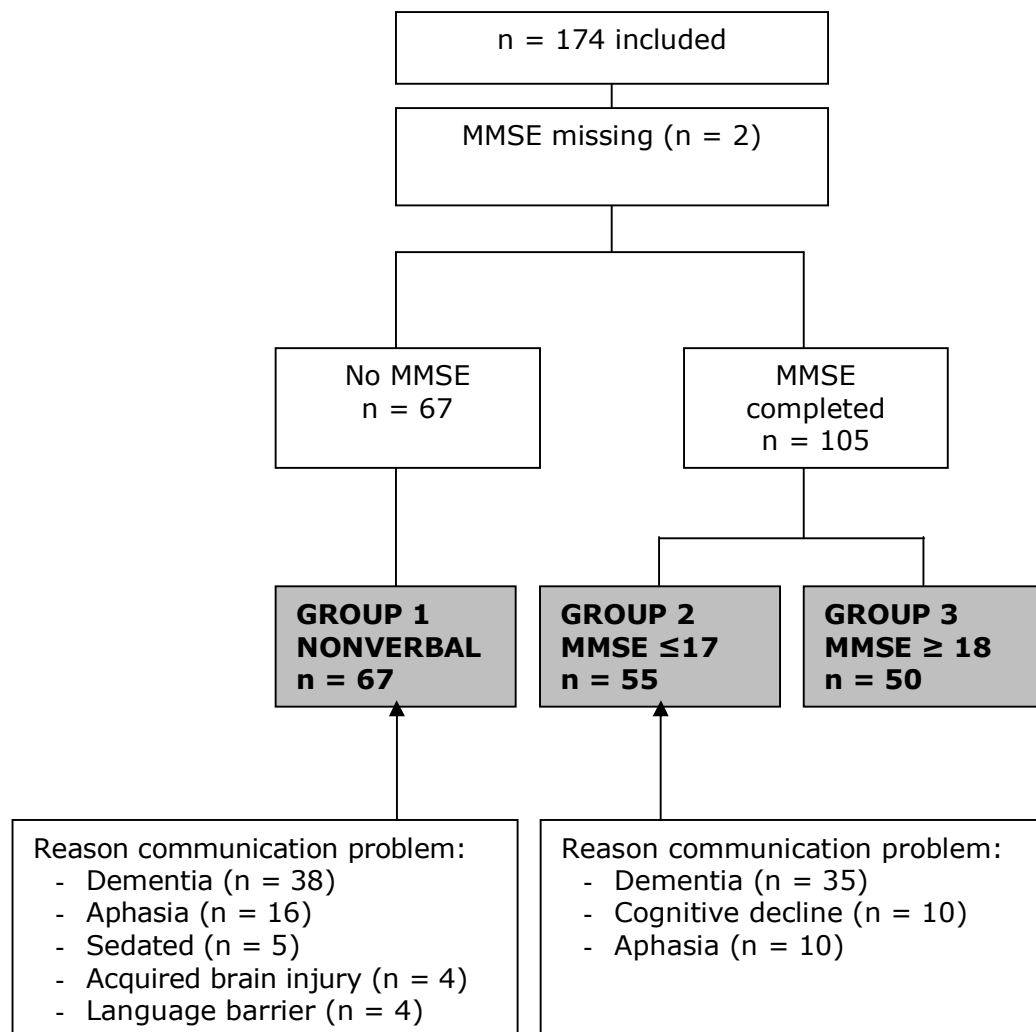 n = 174 included
MMSE missing (n = 2)
No MMSE
n = 67
MMSE
completed
n = 105
GROUP 1
NONVERBAL
n = 67
GROUP 2
MMSE ≤17
n = 55
GROUP 3
MMSE ≥ 18
n = 50
Reason communication problem:
- Dementia (n = 38)
- Aphasia (n = 16)
- Sedated (n = 5)
- Acquired brain injury (n = 4)
- Language barrier (n = 4)
Reason communication problem:
- Dementia (n = 35)
- Cognitive decline (n = 10)
- Aphasia (n = 10)